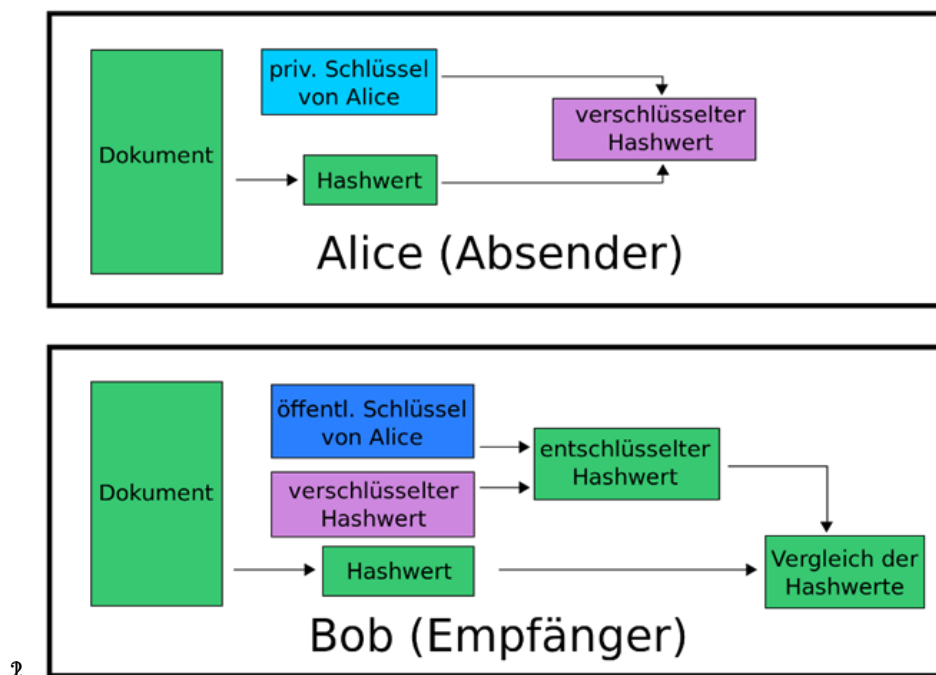 priv. Schlüssel
von Alice
verschlüsselter
Hashwert
Dokument
Hashwert
Alice (Absender)
öffentl. Schlüssel
von Alice
entschlüsselter
Hashwert
verschlüsselter
Hashwert
Dokument
Hashwert
Vergleich der
Hashwerte
Bob (Empfänger)